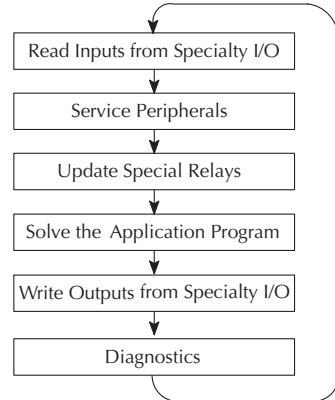 Read Inputs from Specialty I/O
Service Peripherals
Update Special Relays
Solve the Application Program
Write Outputs from Specialty I/O
Diagnostics